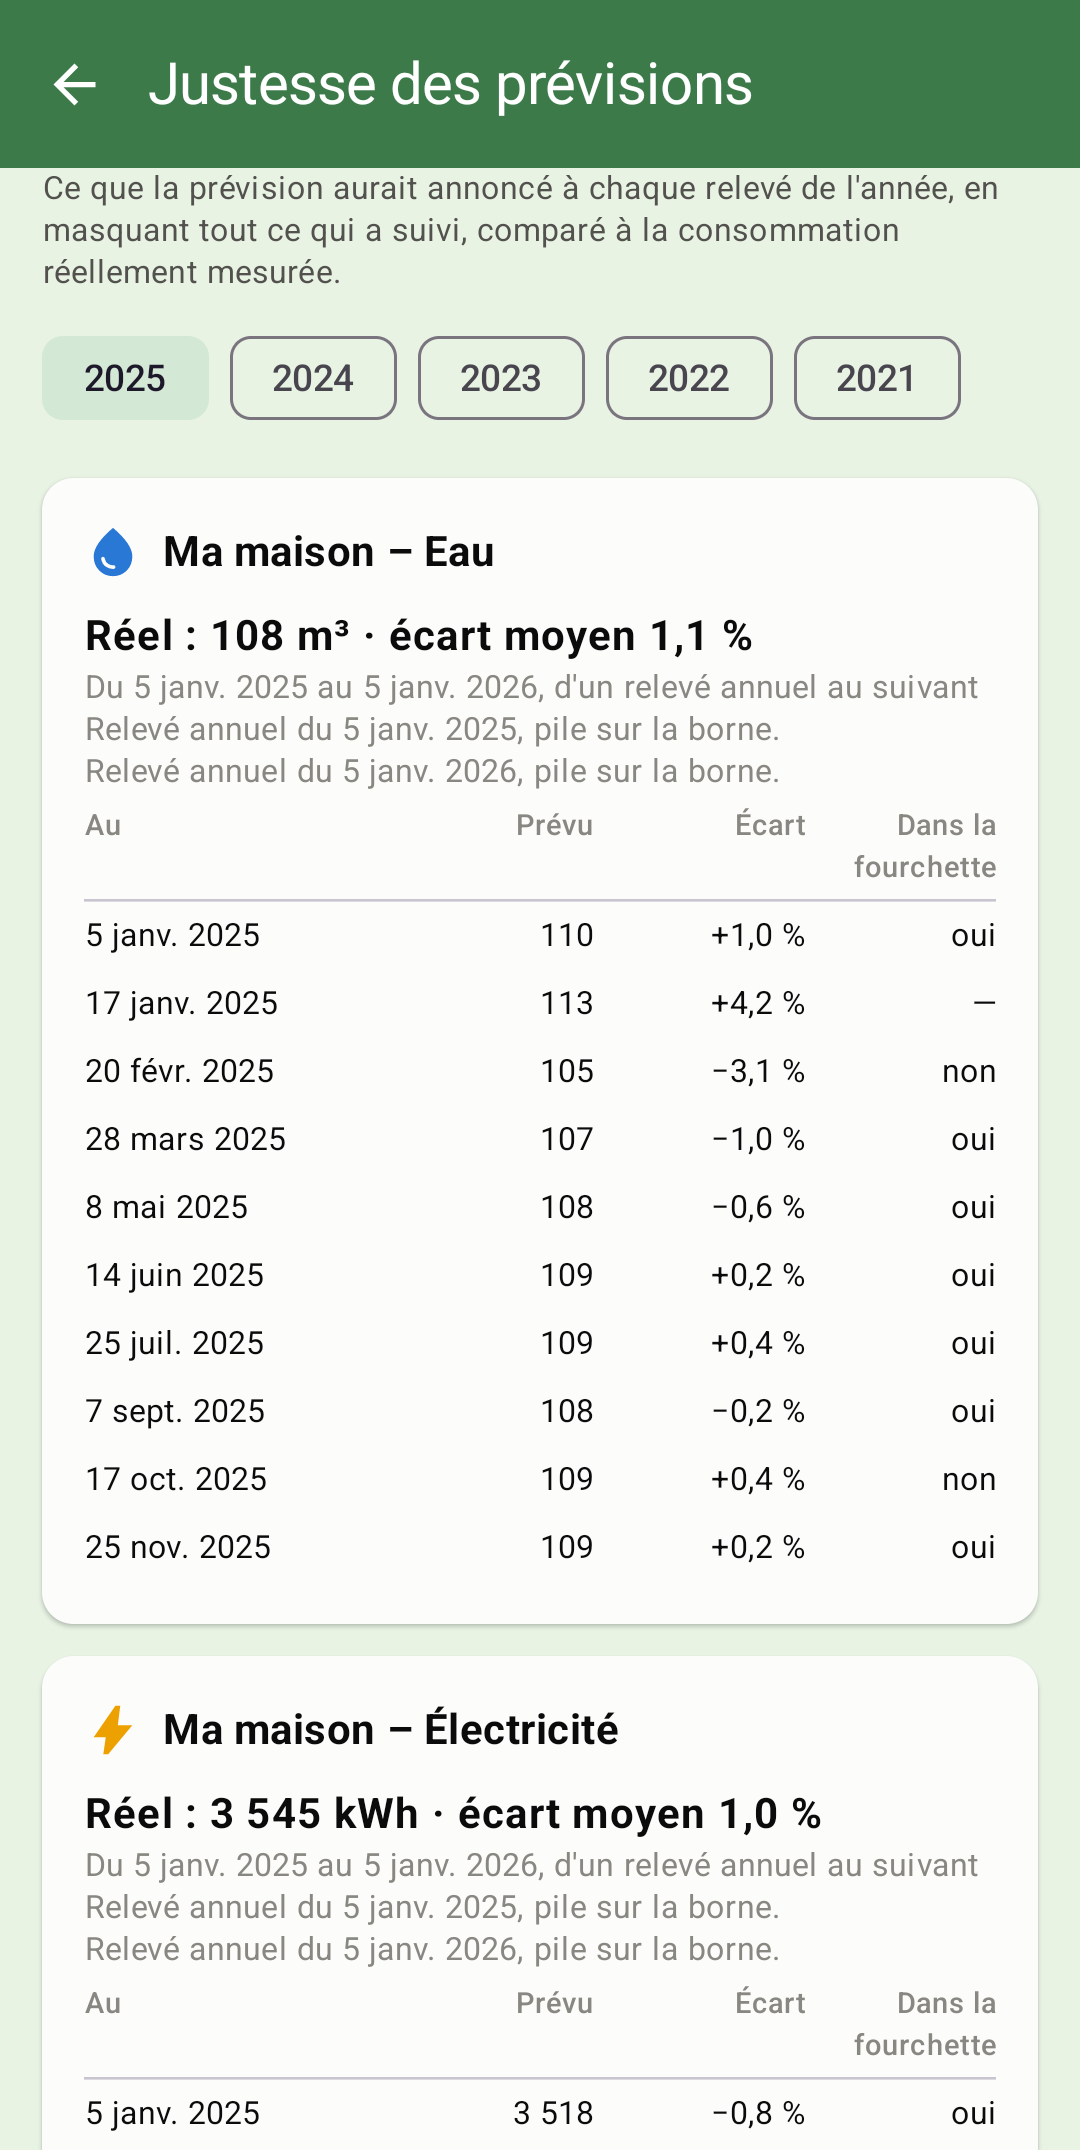 Justesse des prévisions
Ce que la prévision aurait annoncé à chaque relevé de l'année, en
masquant tout ce qui a suivi, comparé à la consommation
réellement mesurée.
2025 2024 2023 2022 2021
Ma maison – Eau
Réel : 108 m³ · écart moyen 1,1 %
Du 5 janv. 2025 au 5 janv. 2026, d'un relevé annuel au suivant
Relevé annuel du 5 janv. 2025, pile sur la borne.
Relevé annuel du 5 janv. 2026, pile sur la borne.
Au Prévu Écart Dans la
fourchette
5 janv. 2025 110 +1,0 % oui
17 janv. 2025 113 +4,2 % —
20 févr. 2025 105 −3,1 % non
28 mars 2025 107 −1,0 % oui
8 mai 2025 108 −0,6 % oui
14 juin 2025 109 +0,2 % oui
25 juil. 2025 109 +0,4 % oui
7 sept. 2025 108 −0,2 % oui
17 oct. 2025 109 +0,4 % non
25 nov. 2025 109 +0,2 % oui
Ma maison – Électricité
Réel : 3 545 kWh · écart moyen 1,0 %
Du 5 janv. 2025 au 5 janv. 2026, d'un relevé annuel au suivant
Relevé annuel du 5 janv. 2025, pile sur la borne.
Relevé annuel du 5 janv. 2026, pile sur la borne.
Au Prévu Écart Dans la
fourchette
5 janv. 2025 3 518 −0,8 % oui